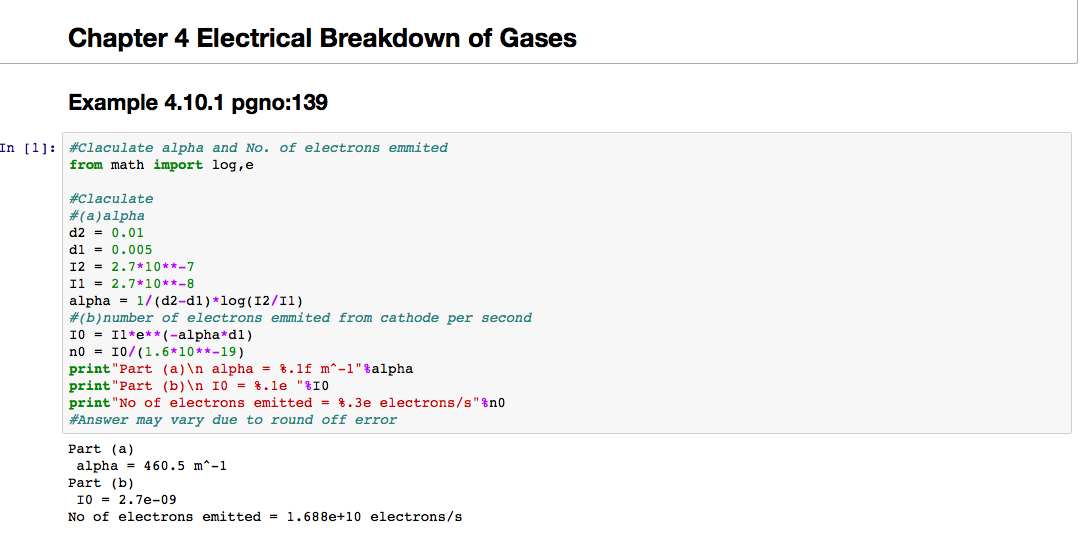 Chapter 4 Electrical Breakdown of Gases
Example 4.10.1 pgno:139
In [1]: #Claculate alpha and No. of electrons emmited
from math import log,e
#Claculate
#(a)alpha
d2 = 0.01
d1 = 0.005
I2 = 2.7*10**-7
I1 = 2.7*10**-8
alpha = 1/(d2-d1)*log(I2/I1)
#(b)number of electrons emmited from cathode per second
I0 = I1*e**(-alpha*d1)
n0 = I0/(1.6*10**-19)
print"Part (a)\n alpha = %.1f m^-1"%alpha
print"Part (b)\n I0 = %.1e "%I0
print"No of electrons emitted = %.3e electrons/s"%n0
#Answer may vary due to round off error
Part (a)
 alpha = 460.5 m^-1
Part (b)
 I0 = 2.7e-09
No of electrons emitted = 1.688e+10 electrons/s